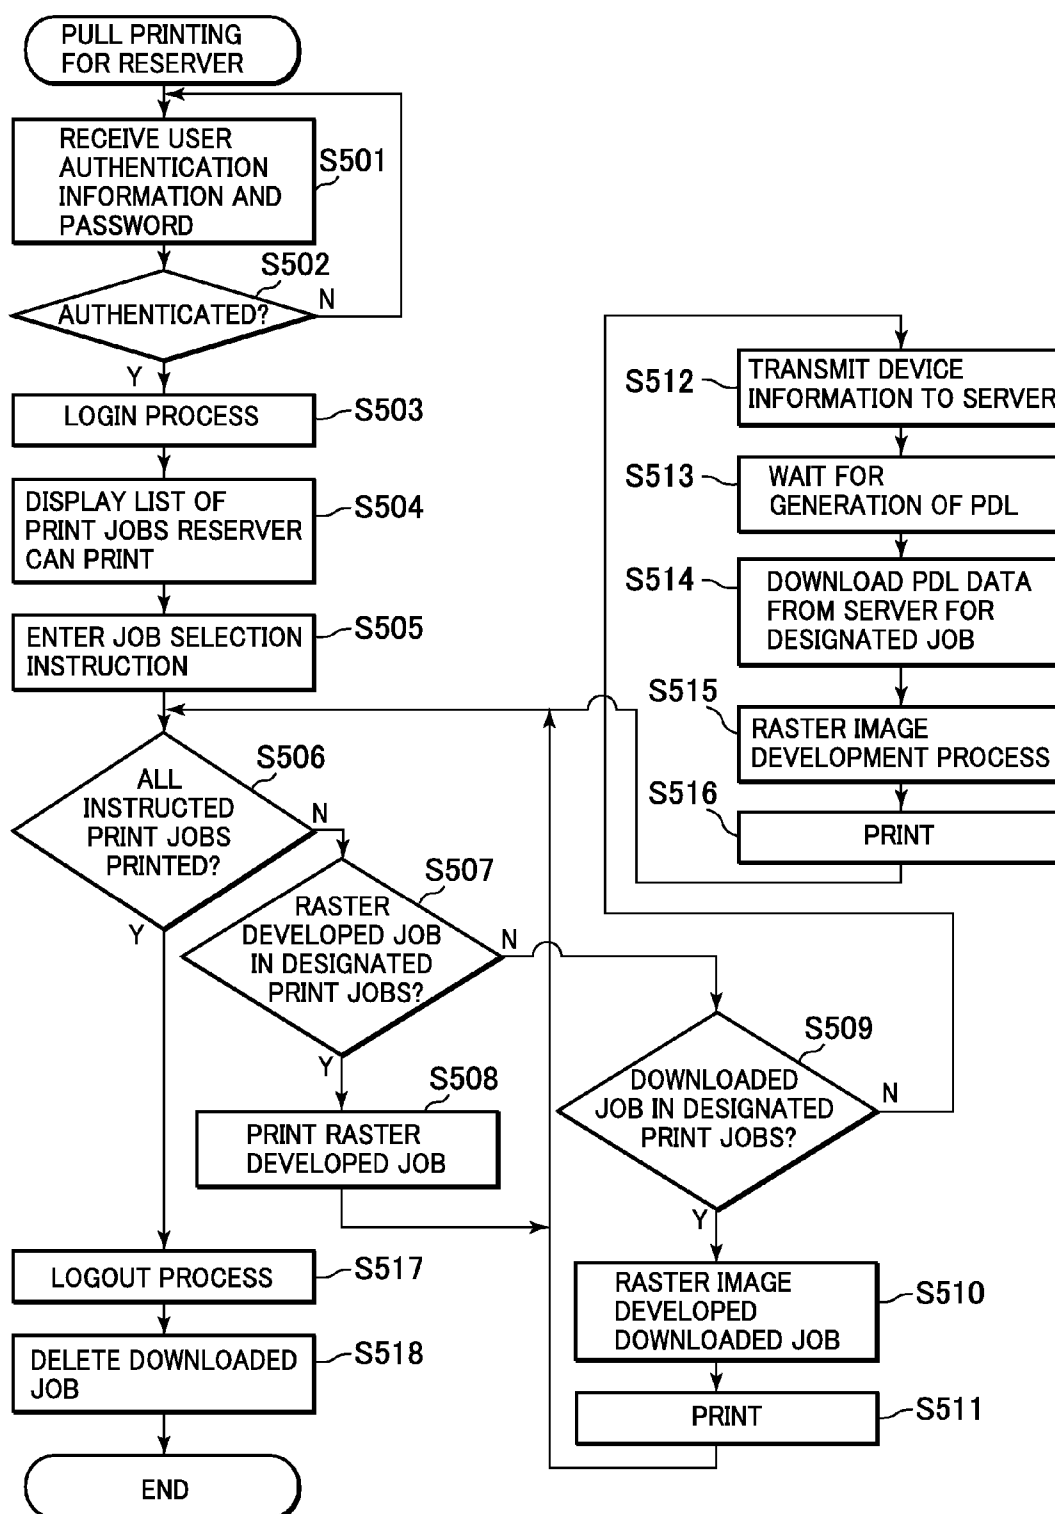 PULL PRINTING
FOR RESERVER
RECEIVE USER
AUTHENTICATION
INFORMATION AND
PASSWORD
S501
S502
AUTHENTICATED?
N
Y
LOGIN PROCESS
S503
DISPLAY LIST OF
PRINT JOBS RESERVER
CAN PRINT
S504
ENTER JOB SELECTION
INSTRUCTION
S505
S506
ALL
INSTRUCTED
PRINT JOBS
PRINTED?
N
Y
S507
RASTER
DEVELOPED JOB
IN DESIGNATED
PRINT JOBS?
N
Y
S508
PRINT RASTER
DEVELOPED JOB
S509
DOWNLOADED
JOB IN DESIGNATED
PRINT JOBS?
N
Y
RASTER IMAGE
DEVELOPED
DOWNLOADED JOB
S510
PRINT
S511
S512
TRANSMIT DEVICE
INFORMATION TO SERVER
S513
WAIT FOR
GENERATION OF PDL
S514
DOWNLOAD PDL DATA
FROM SERVER FOR
DESIGNATED JOB
S515
RASTER IMAGE
DEVELOPMENT PROCESS
S516
PRINT
LOGOUT PROCESS
S517
DELETE DOWNLOADED
JOB
S518
END